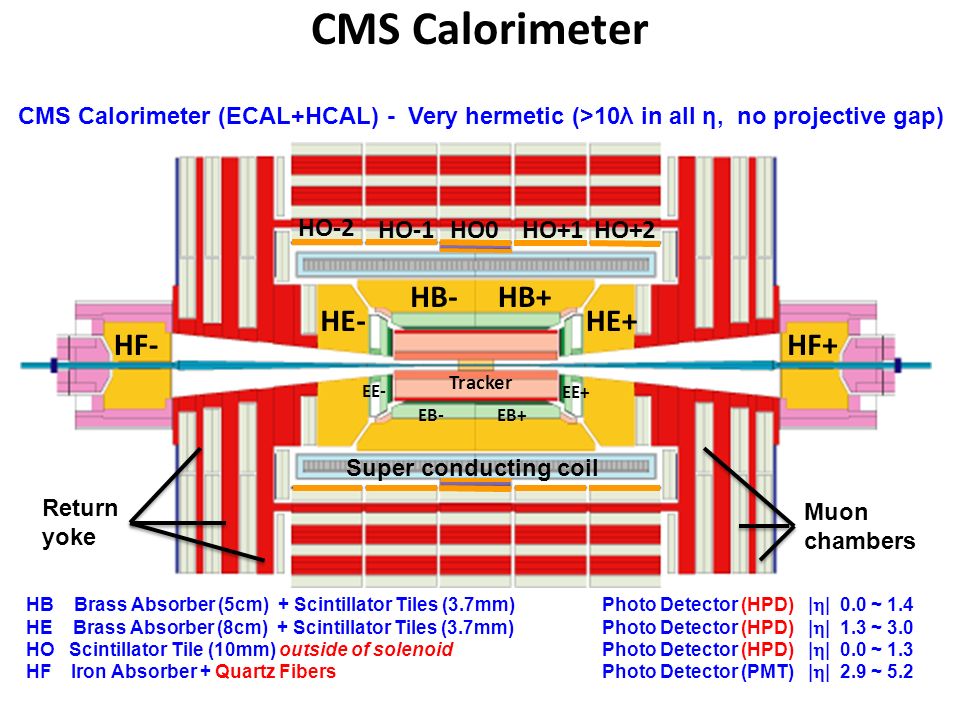 CMS Calorimeter
CMS Calorimeter (ECAL+HCAL) - Very hermetic (>10λ in all η, no projective gap)
HO-2 HO-1 HO0 HO+1 HO+2
HB- HB+
HE- HE+
HF- HF+
Tracker
EE- EE+
EB- EB+
Super conducting coil
Return
yoke
Muon
chambers
HB Brass Absorber (5cm) + Scintillator Tiles (3.7mm) Photo Detector (HPD) |η| 0.0 ~ 1.4
HE Brass Absorber (8cm) + Scintillator Tiles (3.7mm) Photo Detector (HPD) |η| 1.3 ~ 3.0
HO Scintillator Tile (10mm) outside of solenoid Photo Detector (HPD) |η| 0.0 ~ 1.3
HF Iron Absorber + Quartz Fibers Photo Detector (PMT) |η| 2.9 ~ 5.2